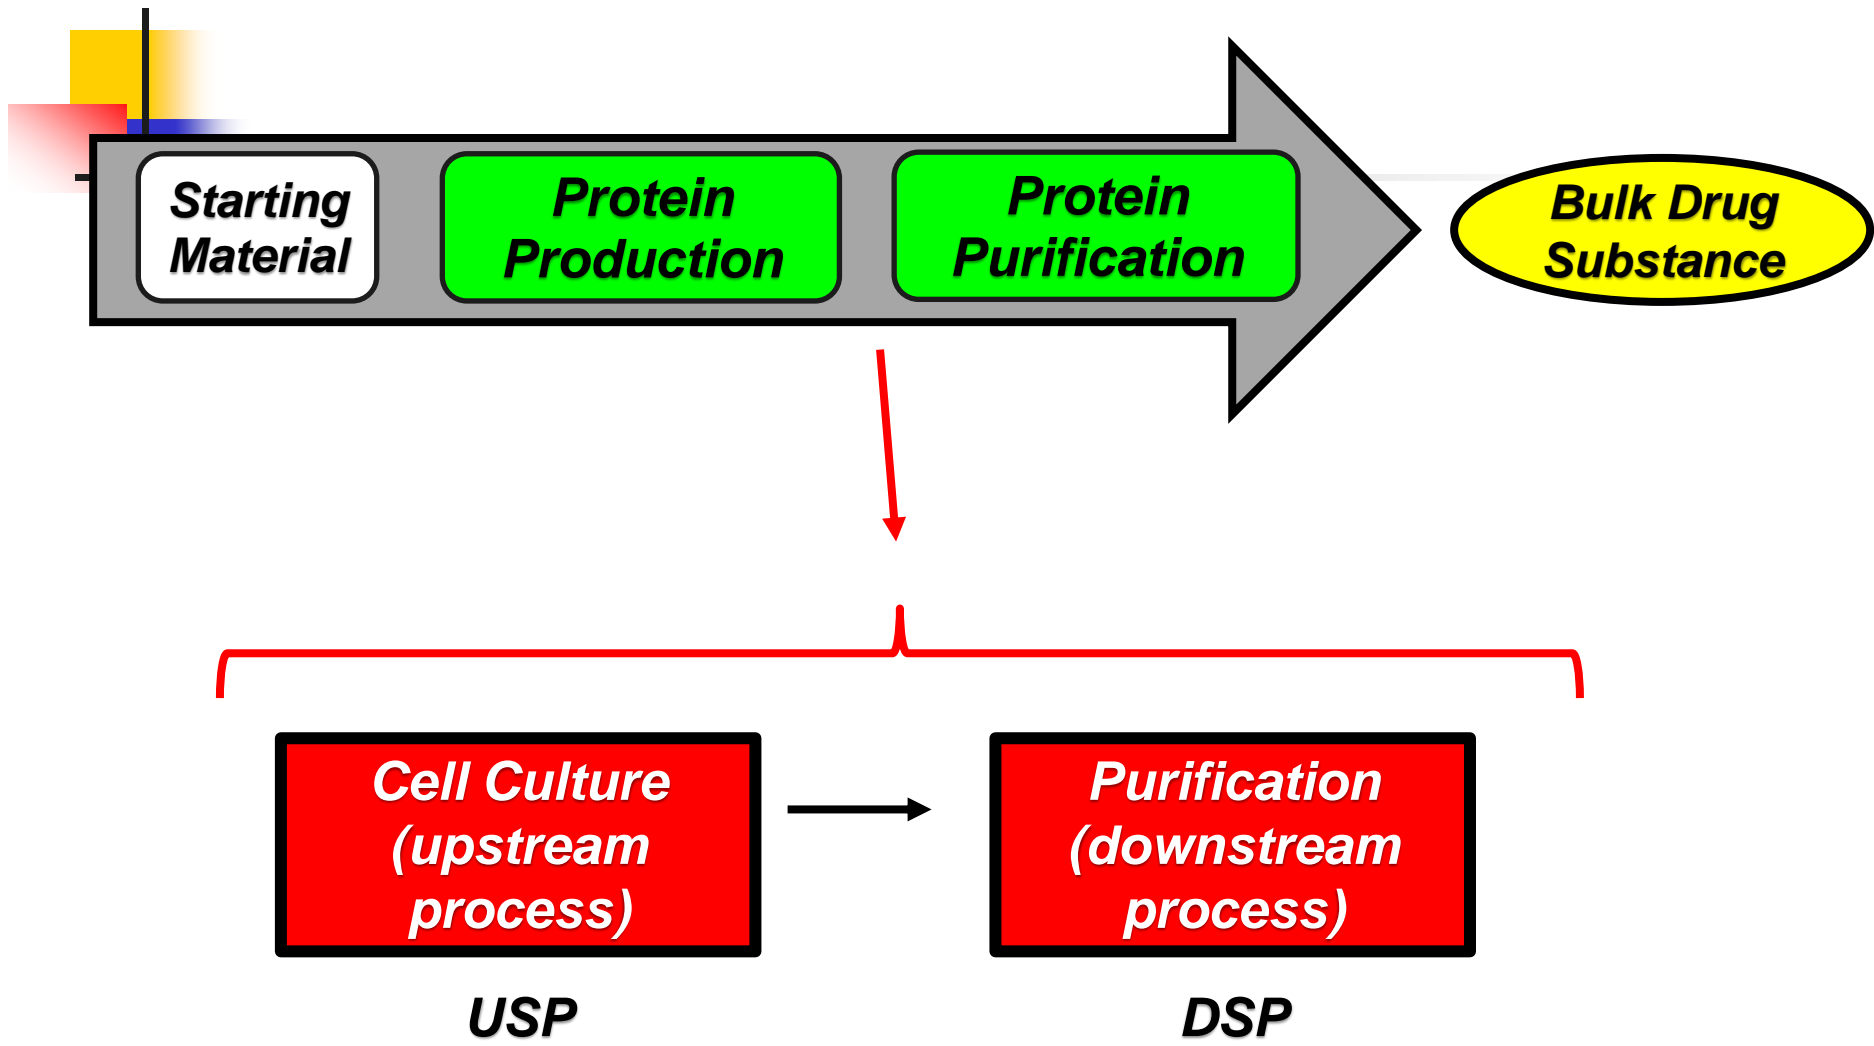 Starting
Material
Protein
Production
Protein
Purification
Bulk Drug
Substance
Cell Culture
(upstream
process)
Purification
(downstream
process)
USP
DSP